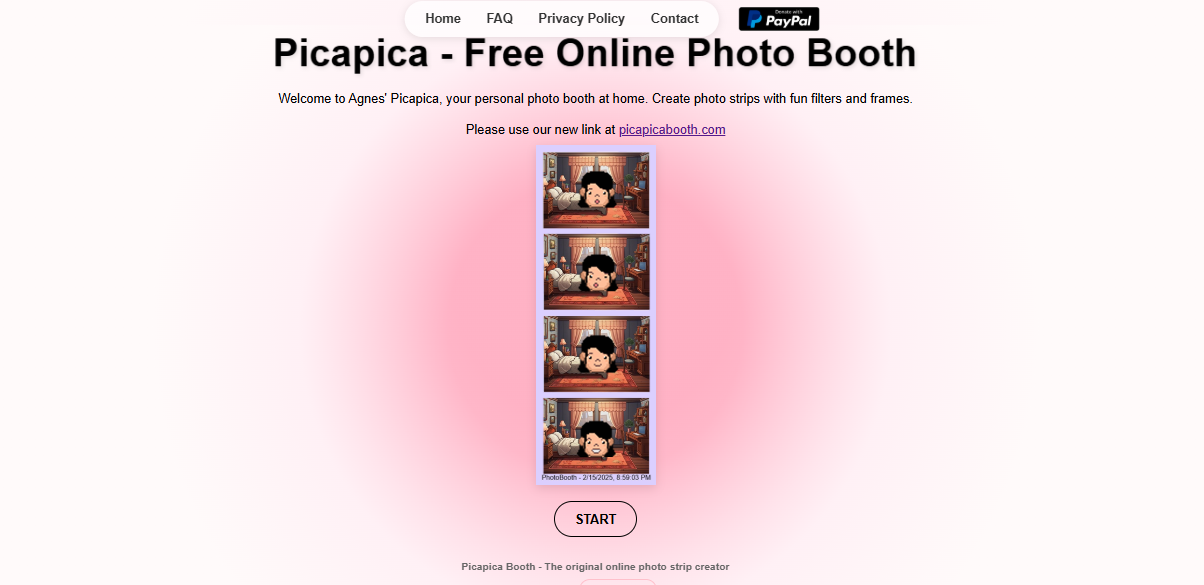 Home FAQ Privacy Policy Contact Donate with PayPal
Picapica - Free Online Photo Booth
Welcome to Agnes' Picapica, your personal photo booth at home. Create photo strips with fun filters and frames.
Please use our new link at picapicabooth.com
PhotoBooth - 2/15/2025, 8:59:03 PM
START
Picapica Booth - The original online photo strip creator